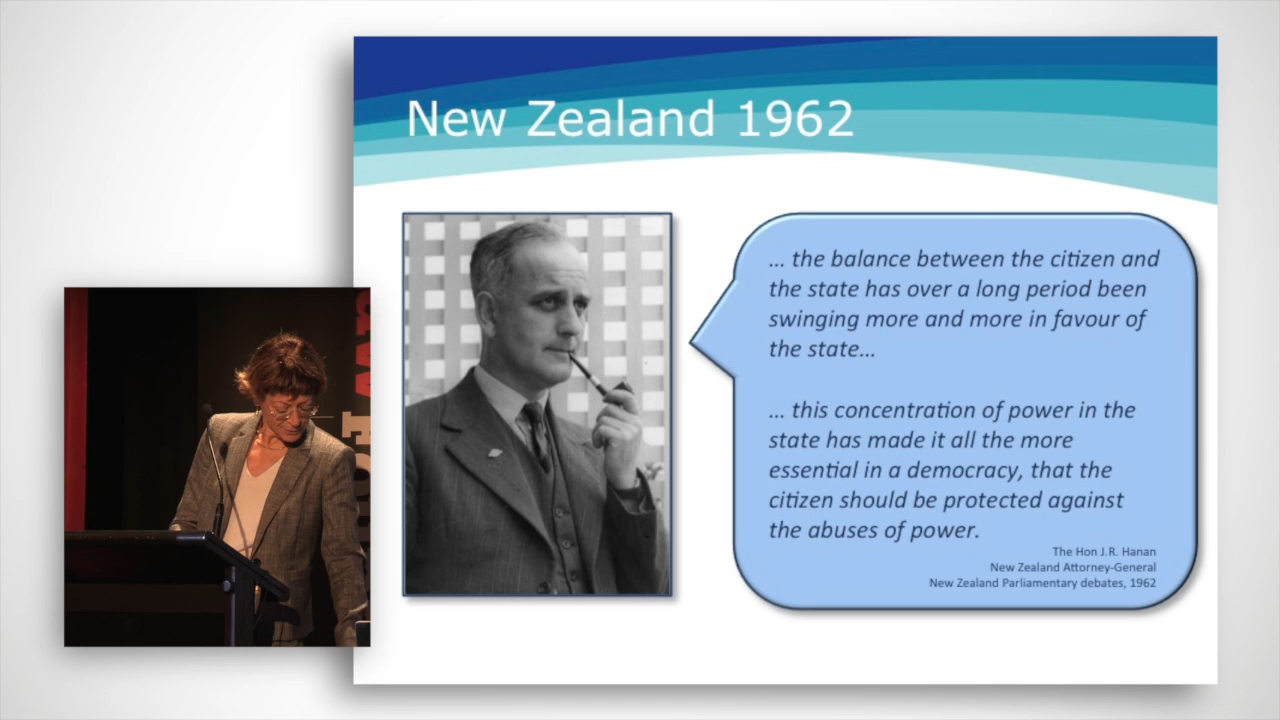 New Zealand 1962
... the balance between the citizen and
the state has over a long period been
swinging more and more in favour of
the state...
... this concentration of power in the
state has made it all the more
essential in a democracy, that the
citizen should be protected against
the abuses of power.
The Hon J.R. Hanan
New Zealand Attorney-General
New Zealand Parliamentary debates, 1962